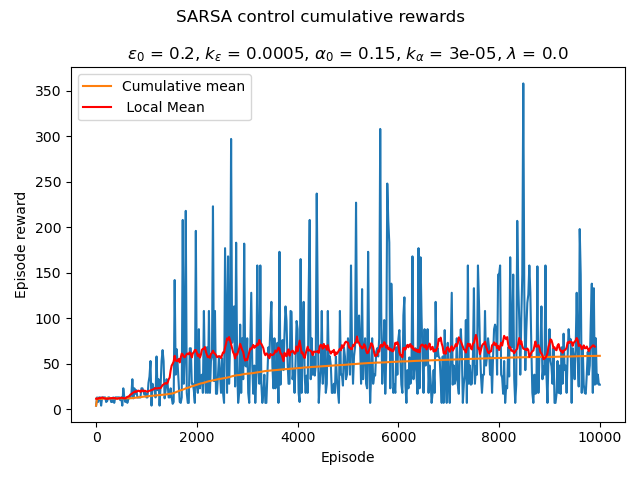 SARSA control cumulative rewards
ε₀ = 0.2, kε = 0.0005, α₀ = 0.15, kα = 3e-05, λ = 0.0
Cumulative mean
Local Mean
Episode reward
350
300
250
200
150
100
50
0
0 2000 4000 6000 8000 10000
Episode